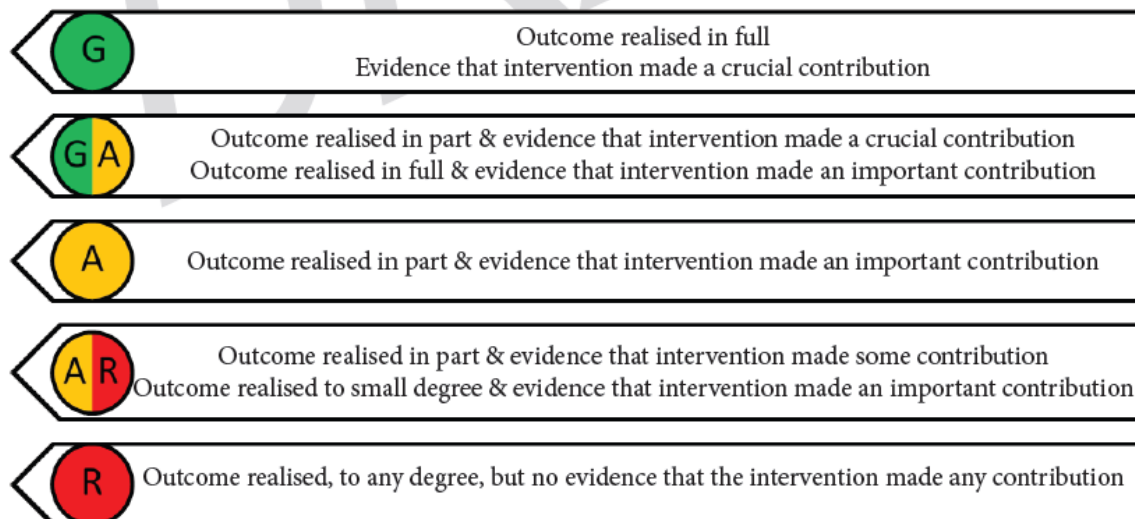 G
Outcome realised in full
Evidence that intervention made a crucial contribution
G A
Outcome realised in part & evidence that intervention made a crucial contribution
Outcome realised in full & evidence that intervention made an important contribution
A
Outcome realised in part & evidence that intervention made an important contribution
A R
Outcome realised in part & evidence that intervention made some contribution
Outcome realised to small degree & evidence that intervention made an important contribution
R
Outcome realised, to any degree, but no evidence that the intervention made any contribution